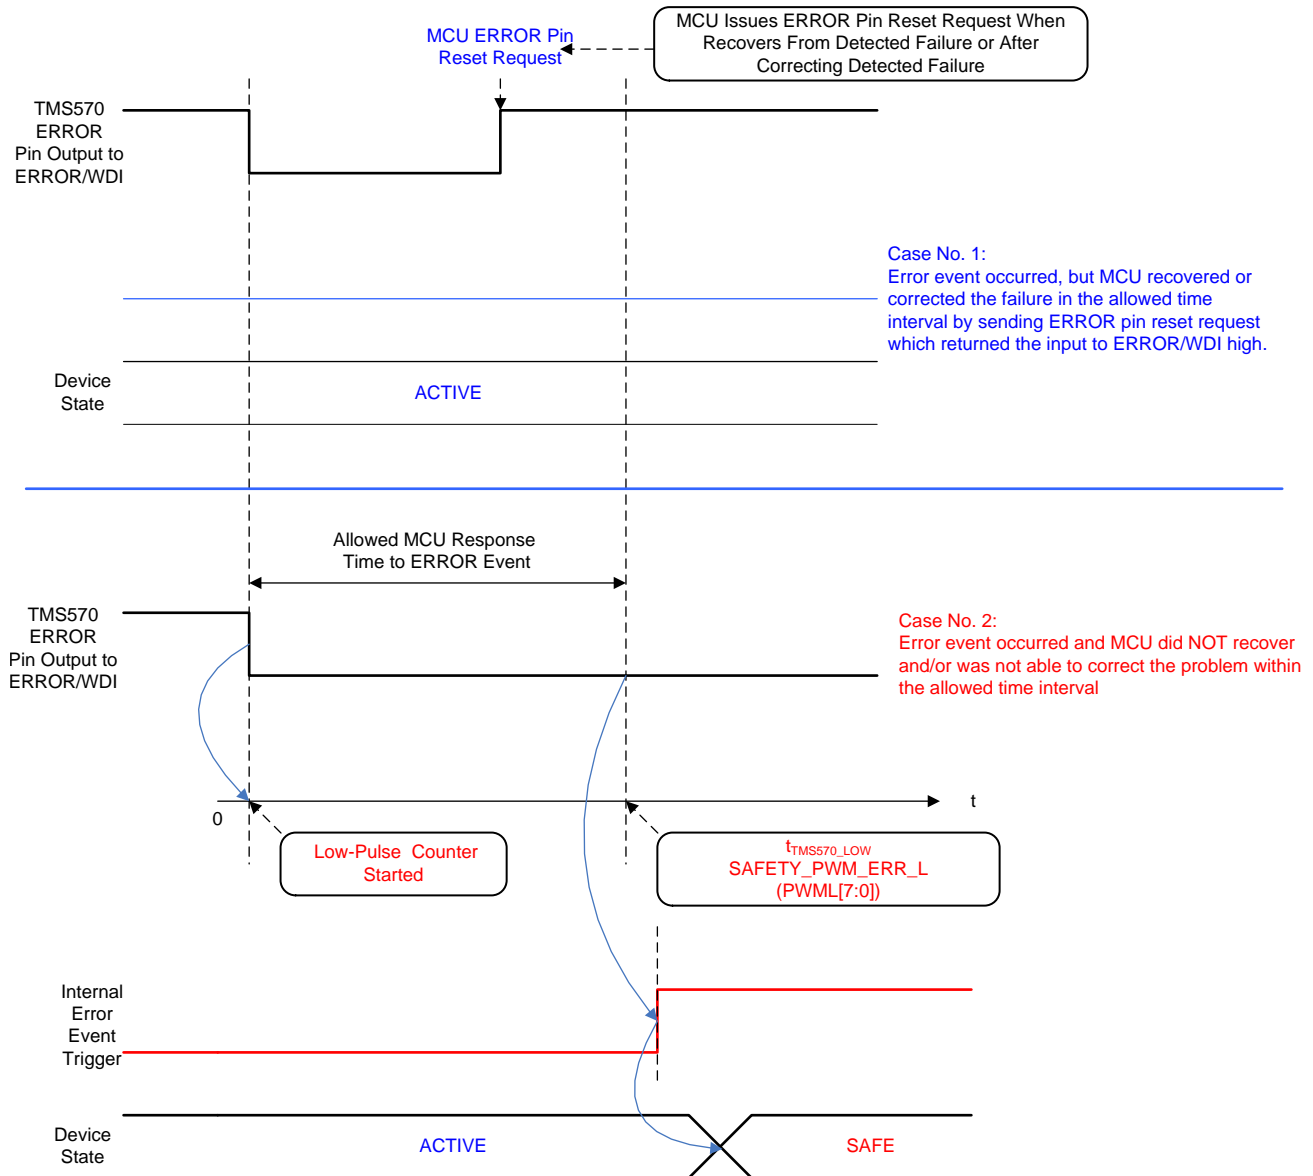 MCU Issues ERROR Pin Reset Request When
Recovers From Detected Failure or After
Correcting Detected Failure
MCU ERROR Pin
Reset Request
TMS570
ERROR
Pin Output to
ERROR/WDI
Case No. 1:
Error event occurred, but MCU recovered or
corrected the failure in the allowed time
interval by sending ERROR pin reset request
which returned the input to ERROR/WDI high.
Device
State
ACTIVE
Allowed MCU Response
Time to ERROR Event
TMS570
ERROR
Pin Output to
ERROR/WDI
Case No. 2:
Error event occurred and MCU did NOT recover
and/or was not able to correct the problem within
the allowed time interval
0
t
Low-Pulse Counter
Started
tTMS570_LOW
SAFETY_PWM_ERR_L
(PWML[7:0])
Internal
Error
Event
Trigger
Device
State
ACTIVE
SAFE